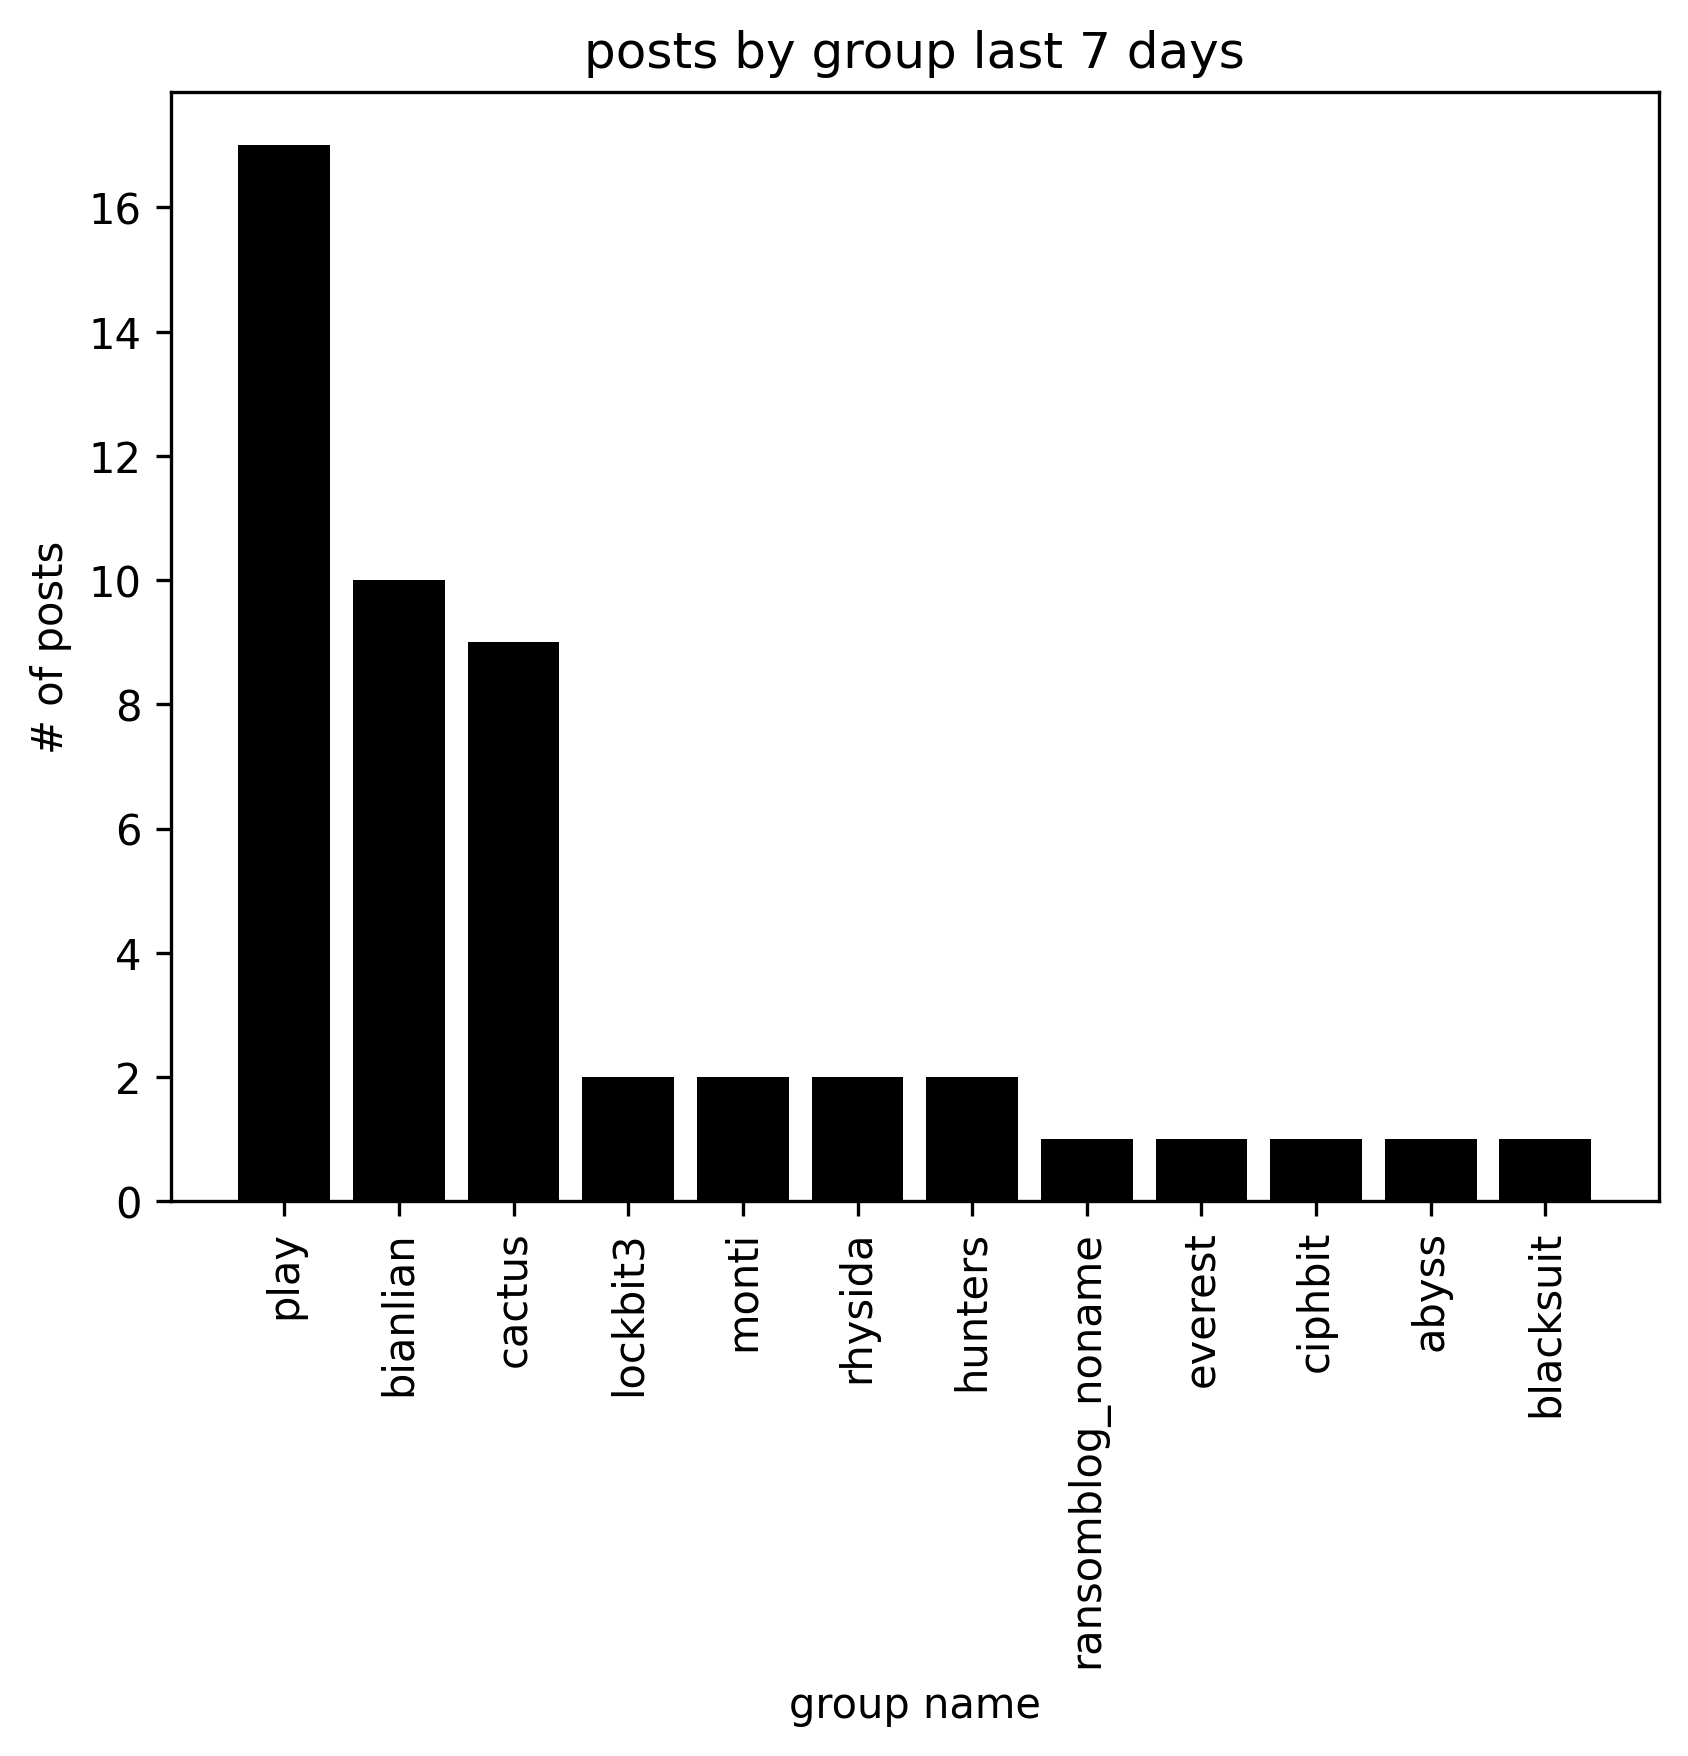 posts by group last 7 days
# of posts
16
14
12
10
8
6
4
2
0
play
bianlian
cactus
lockbit3
monti
rhysida
hunters
ransomblog_noname
everest
ciphbit
abyss
blacksuit
group name